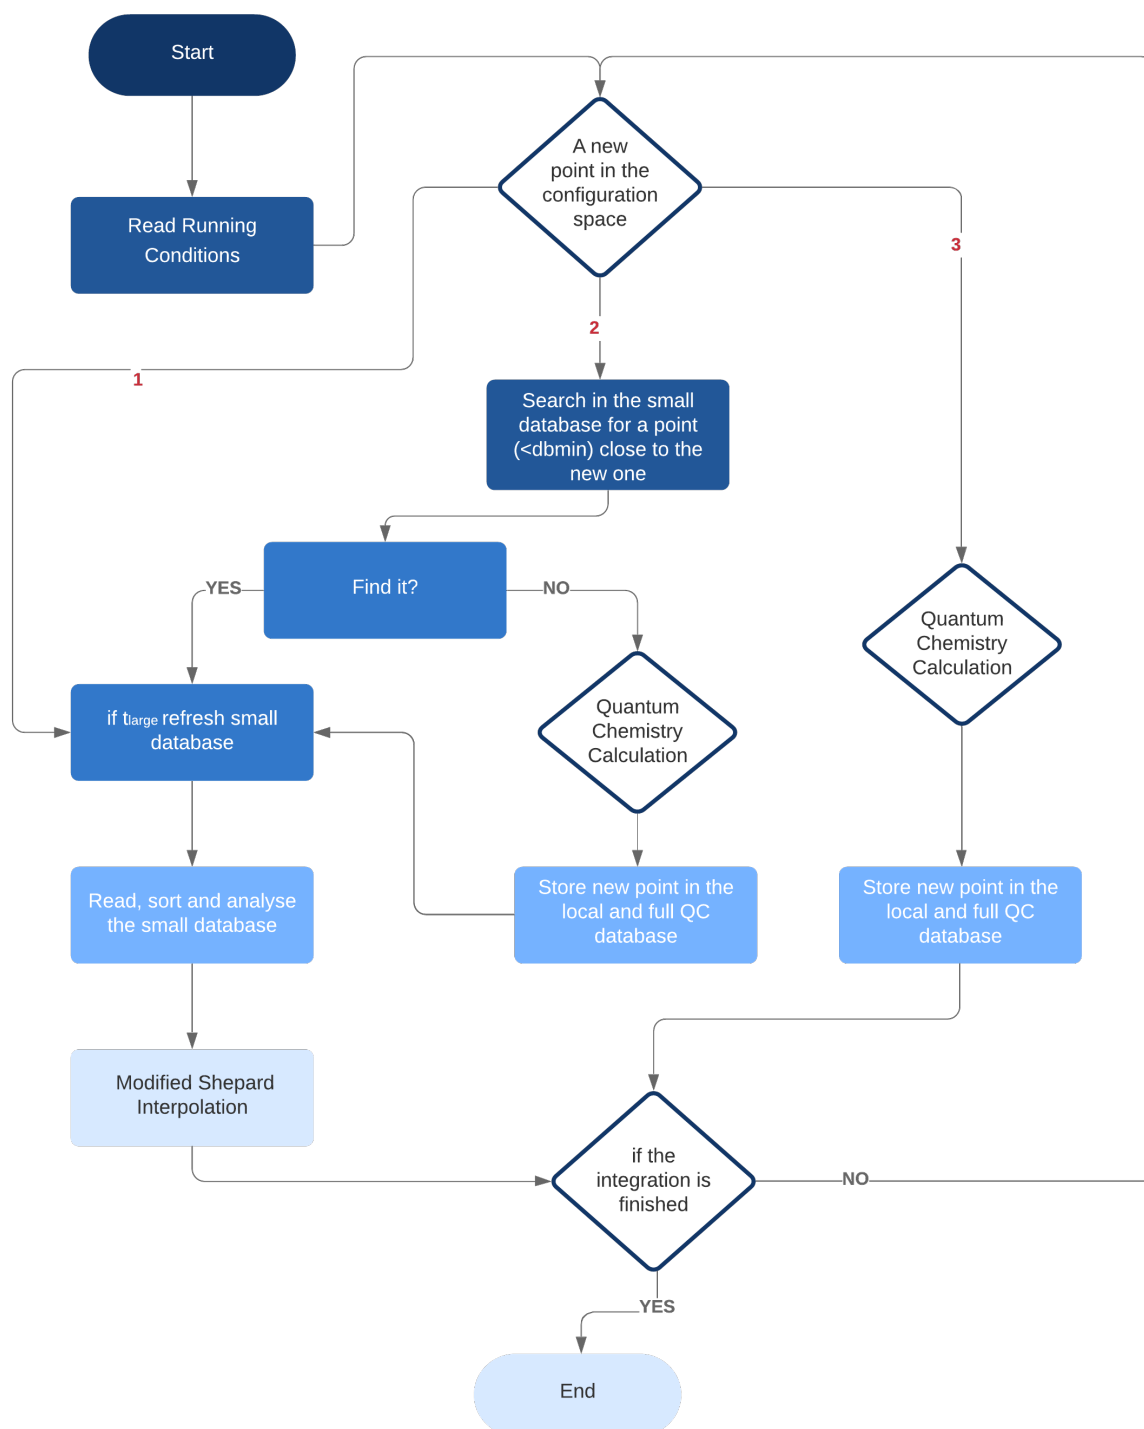 Start
A new
point in the
configuration
space
Read Running
Conditions
3
2
1
Search in the small
database for a point
(<dbmin) close to the
new one
Find it?
YES
NO
Quantum
Chemistry
Calculation
if tlarge refresh small
database
Quantum
Chemistry
Calculation
Read, sort and analyse
the small database
Store new point in the
local and full QC
database
Store new point in the
local and full QC
database
Modified Shepard
Interpolation
if the
integration is
finished
NO
YES
End